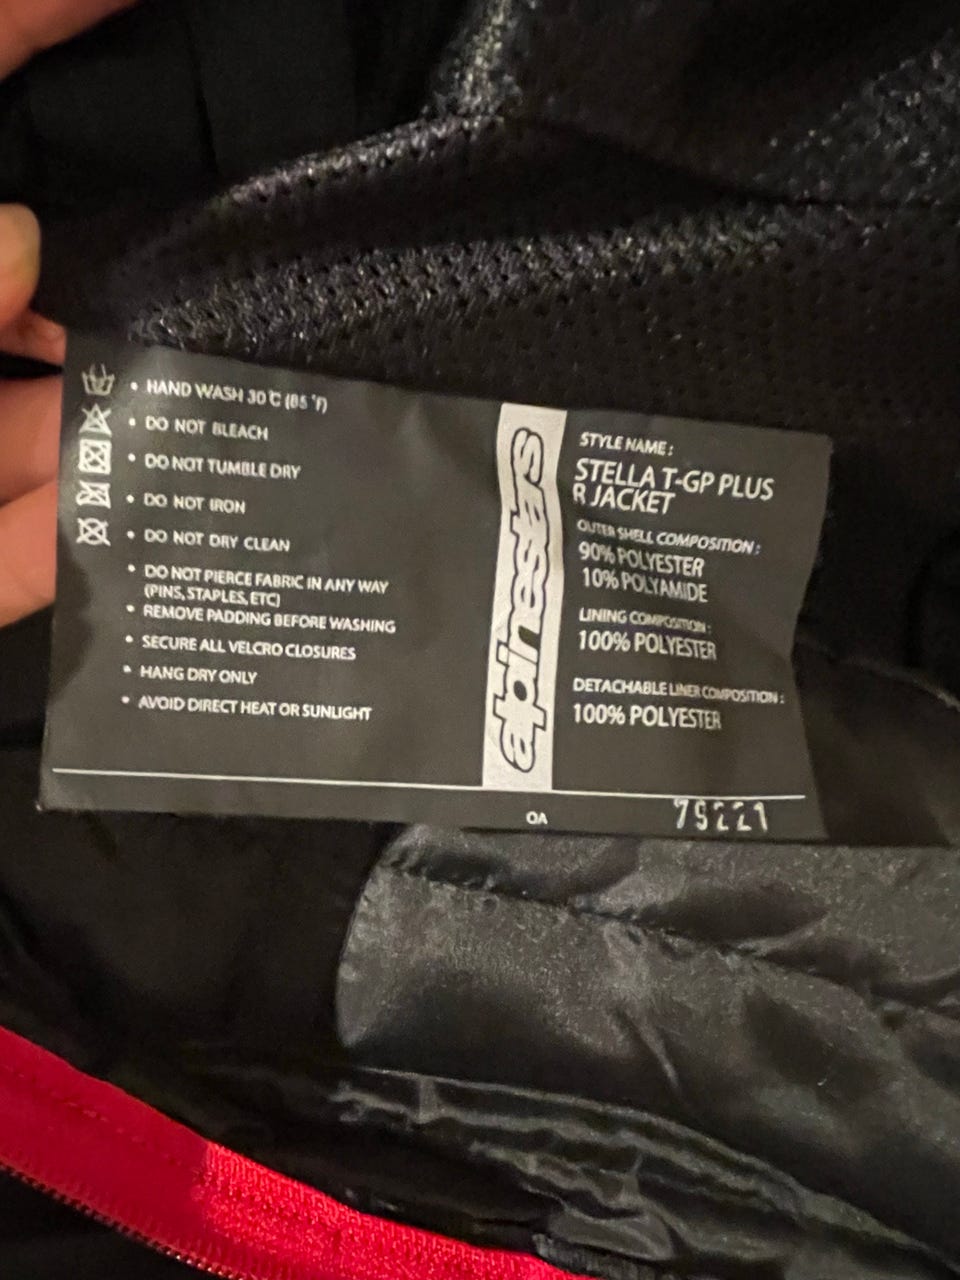 • HAND WASH 30°C (85 °F)
• DO NOT BLEACH
• DO NOT TUMBLE DRY
• DO NOT IRON
• DO NOT DRY CLEAN
• DO NOT PIERCE FABRIC IN ANY WAY
(PINS, STAPLES, ETC)
• REMOVE PADDING BEFORE WASHING
• SECURE ALL VELCRO CLOSURES
• HANG DRY ONLY
• AVOID DIRECT HEAT OR SUNLIGHT
alpinestars
STYLE NAME :
STELLA T-GP PLUS
R JACKET
OUTER SHELL COMPOSITION :
90% POLYESTER
10% POLYAMIDE
LINING COMPOSITION :
100% POLYESTER
DETACHABLE LINER COMPOSITION :
100% POLYESTER
OA